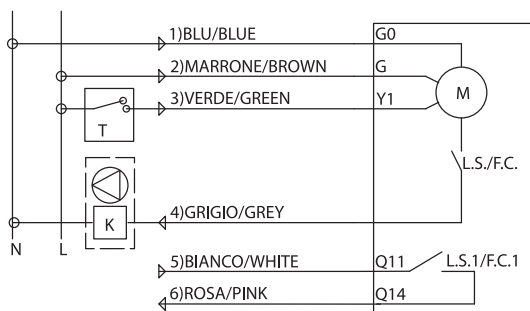 1)BLU/BLUE G0
2)MARRONE/BROWN G
3)VERDE/GREEN Y1
M
T
L.S./F.C.
K
4)GRIGIO/GREY
N L
5)BIANCO/WHITE Q11 L.S.1/F.C.1
6)ROSA/PINK Q14